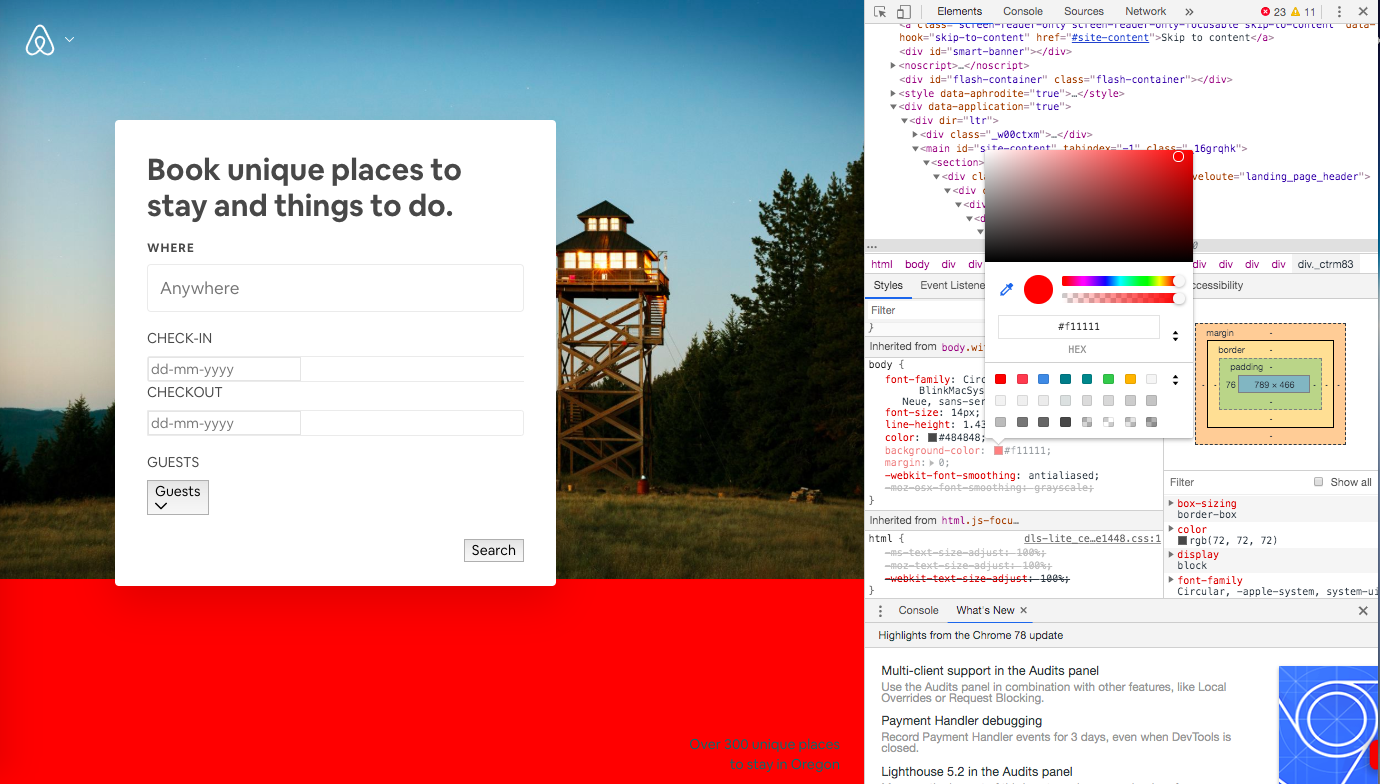 Book unique places to
stay and things to do.
WHERE
Anywhere
CHECK-IN
dd-mm-yyyy
CHECKOUT
dd-mm-yyyy
GUESTS
Guests
Search
Over 300 unique places
to stay in Oregon
Elements Console Sources Network » 23 11
<a class="screen-reader-only screen-reader-only-focusable skip-to-content" data-
hook="skip-to-content" href="#site-content">Skip to content</a>
<div id="smart-banner"></div>
<noscript>…</noscript>
<div id="flash-container" class="flash-container"></div>
<style data-aphrodite="true">…</style>
<div data-application="true">
<div dir="ltr">
<div class="_w00ctxm">…</div>
<main id="site-content" tabindex="-1" class="_16grqhk">
<section>
<div cla veloute="landing_page_header">
<div c
<div
<d
…
html body div div div div div div._ctrm83
Styles Event Listene ccessibility
Filter
}
Inherited from body.wi
body {
font-family: Circ
BlinkMacSys
Neue, sans-ser
font-size: 14px;
line-height: 1.43
color: #484848;
background-color: #f11111;
margin: 0;
-webkit-font-smoothing: antialiased;
-moz-osx-font-smoothing: grayscale;
}
Inherited from html.js-focu…
html { dls-lite_ce…e1448.css:1
-ms-text-size-adjust: 100%;
-moz-text-size-adjust: 100%;
-webkit-text-size-adjust: 100%;
}
#f11111
HEX
margin -
border -
padding -
- - 76 789 × 466 - - -
-
-
-
Filter Show all
box-sizing
border-box
color
rgb(72, 72, 72)
display
block
font-family
Circular, -apple-system, system-ui
Console What's New ×
Highlights from the Chrome 78 update
Multi-client support in the Audits panel
Use the Audits panel in combination with other features, like Local
Overrides or Request Blocking.
Payment Handler debugging
Record Payment Handler events for 3 days, even when DevTools is
closed.
Lighthouse 5.2 in the Audits panel